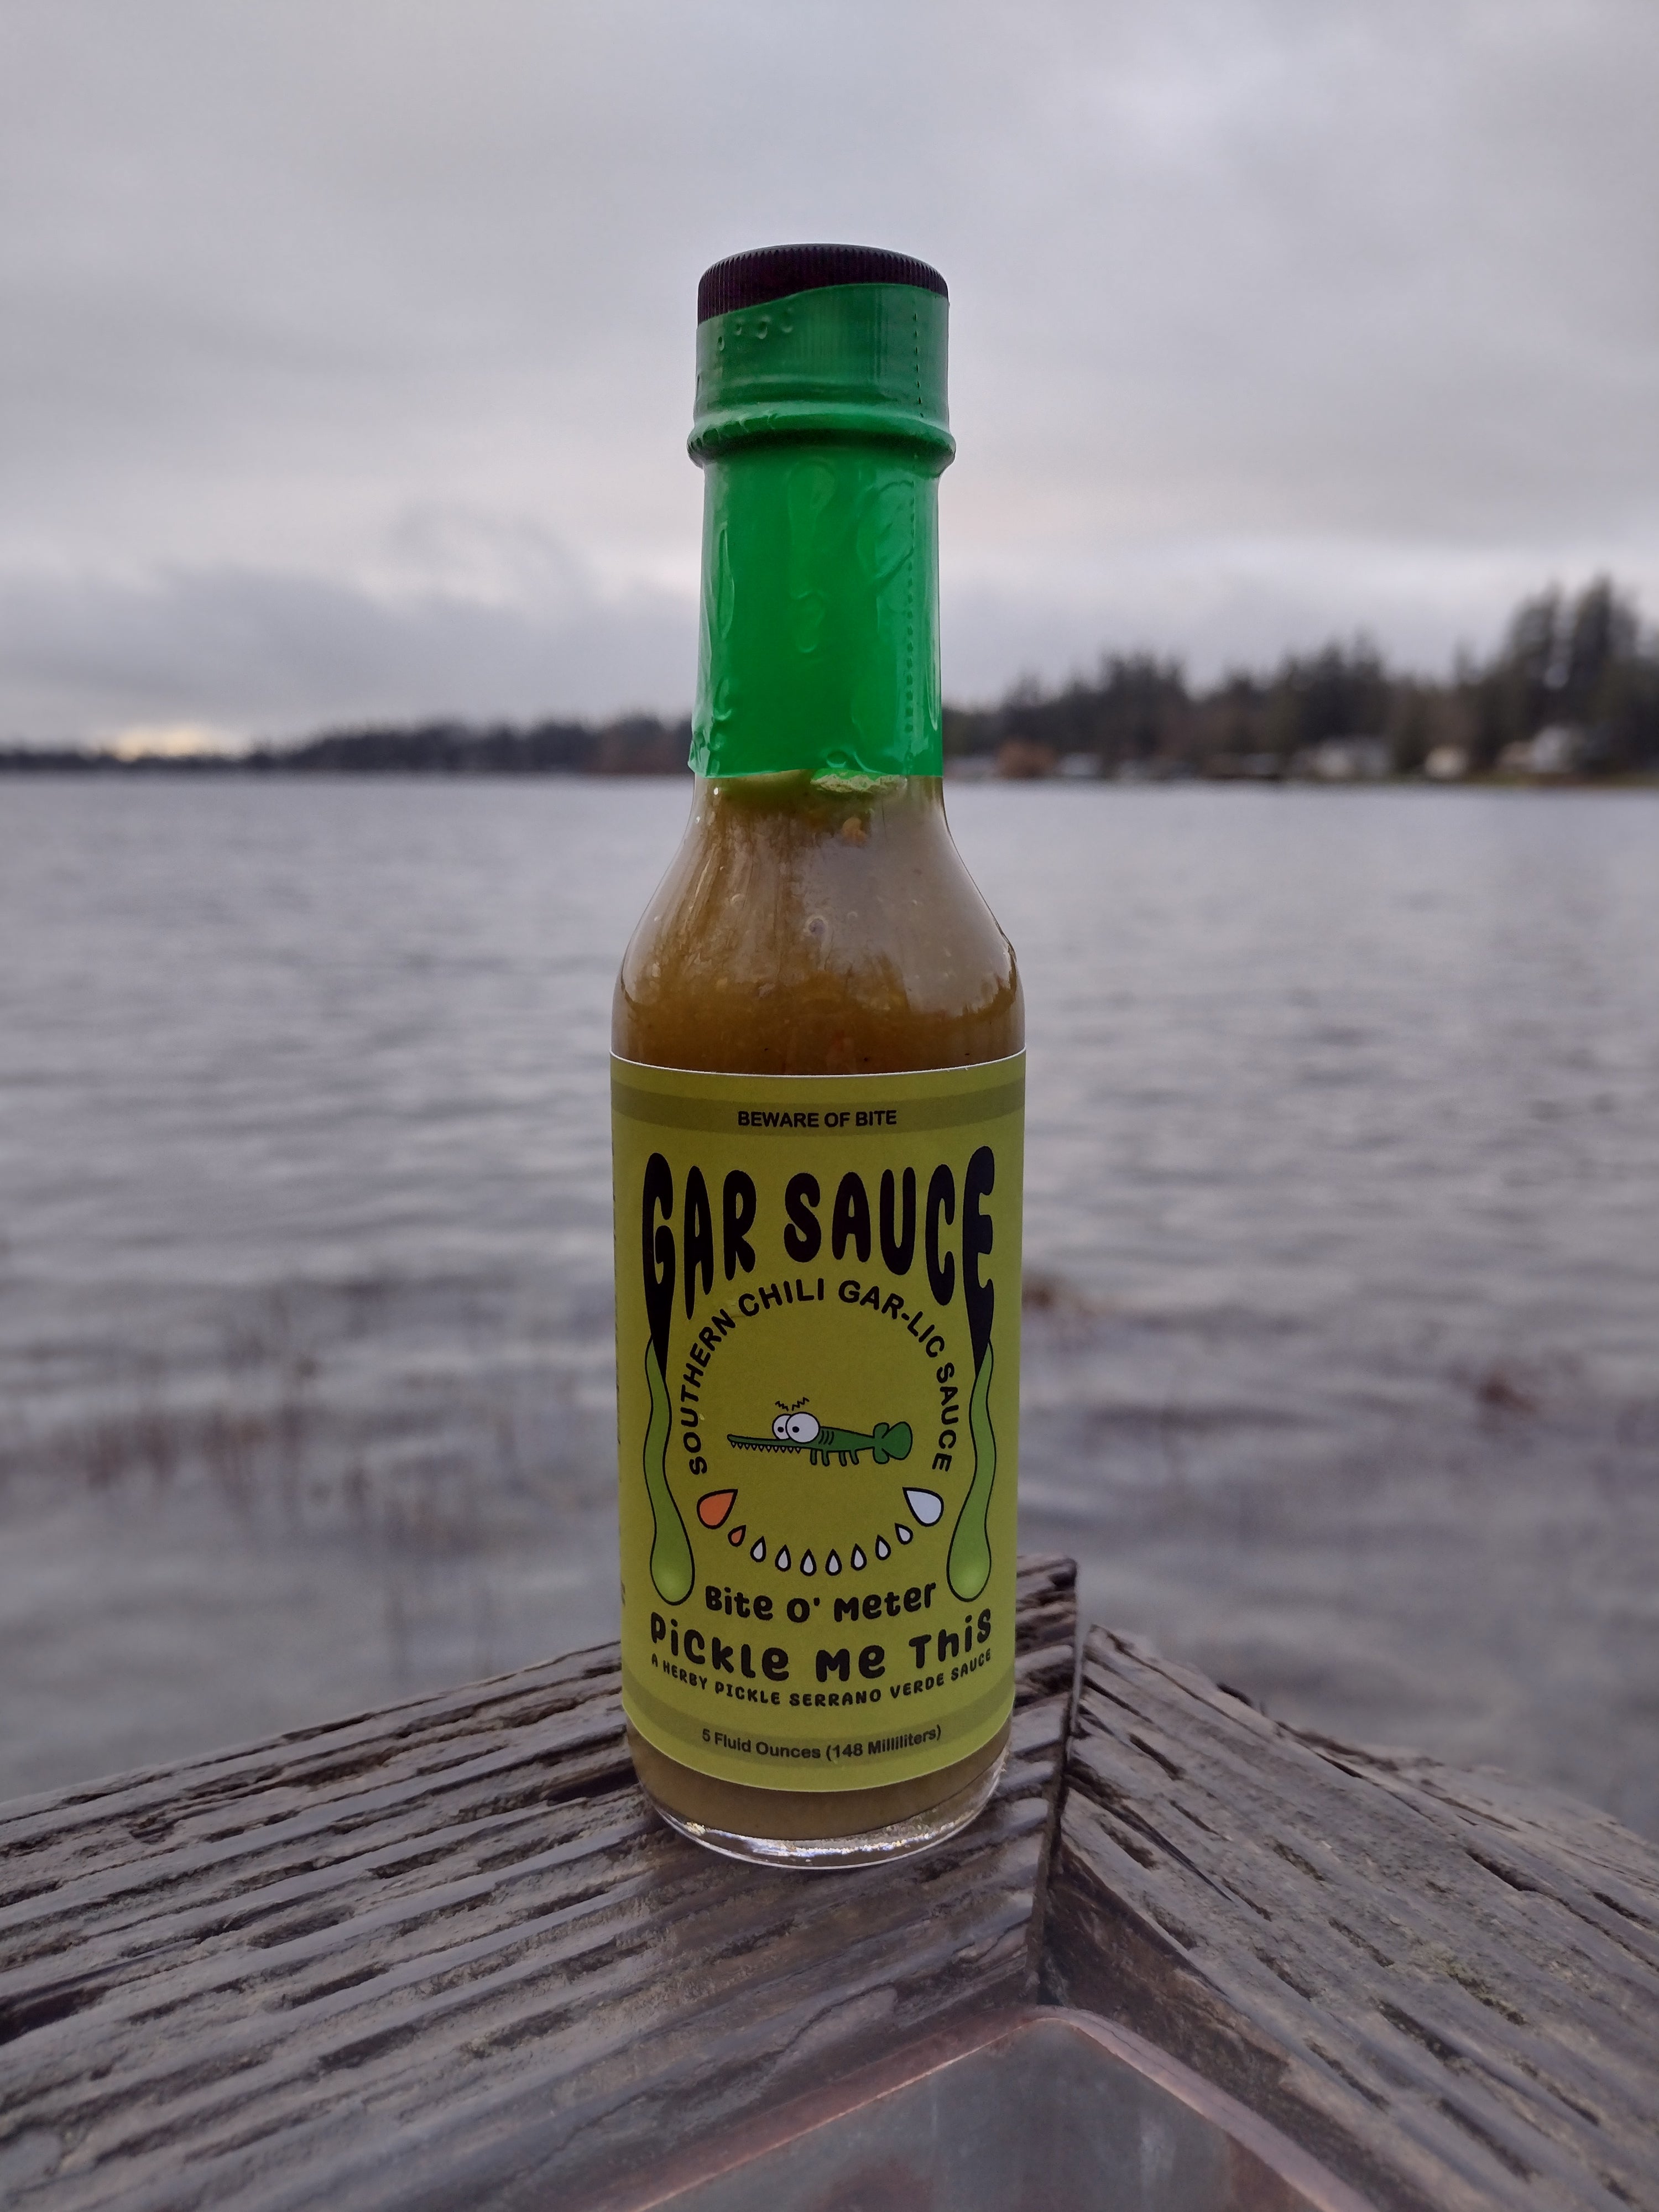 BEWARE OF BITE
GAR SAUCE
SOUTHERN CHILI GAR-LIC SAUCE
Bite O' Meter
Pickle Me This
A HERBY PICKLE SERRANO VERDE SAUCE
5 Fluid Ounces (148 Milliliters)